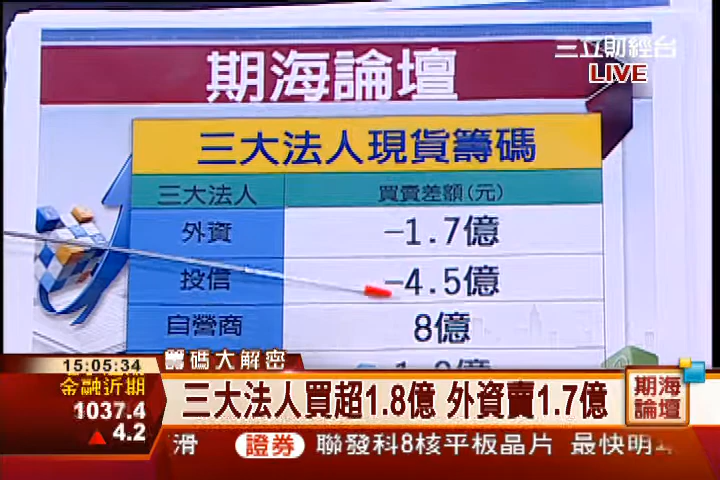 三立財經台
LIVE
期海論壇
三大法人現貨籌碼
三大法人 買賣差額(元)
外資 -1.7億
投信 -4.5億
自營商 8億
15:05:34
籌碼大解密
金融近期
1037.4
▲4.2
三大法人買超1.8億 外資賣1.7億
期海
論壇
滑 證券 聯發科8核平板晶片 最快明